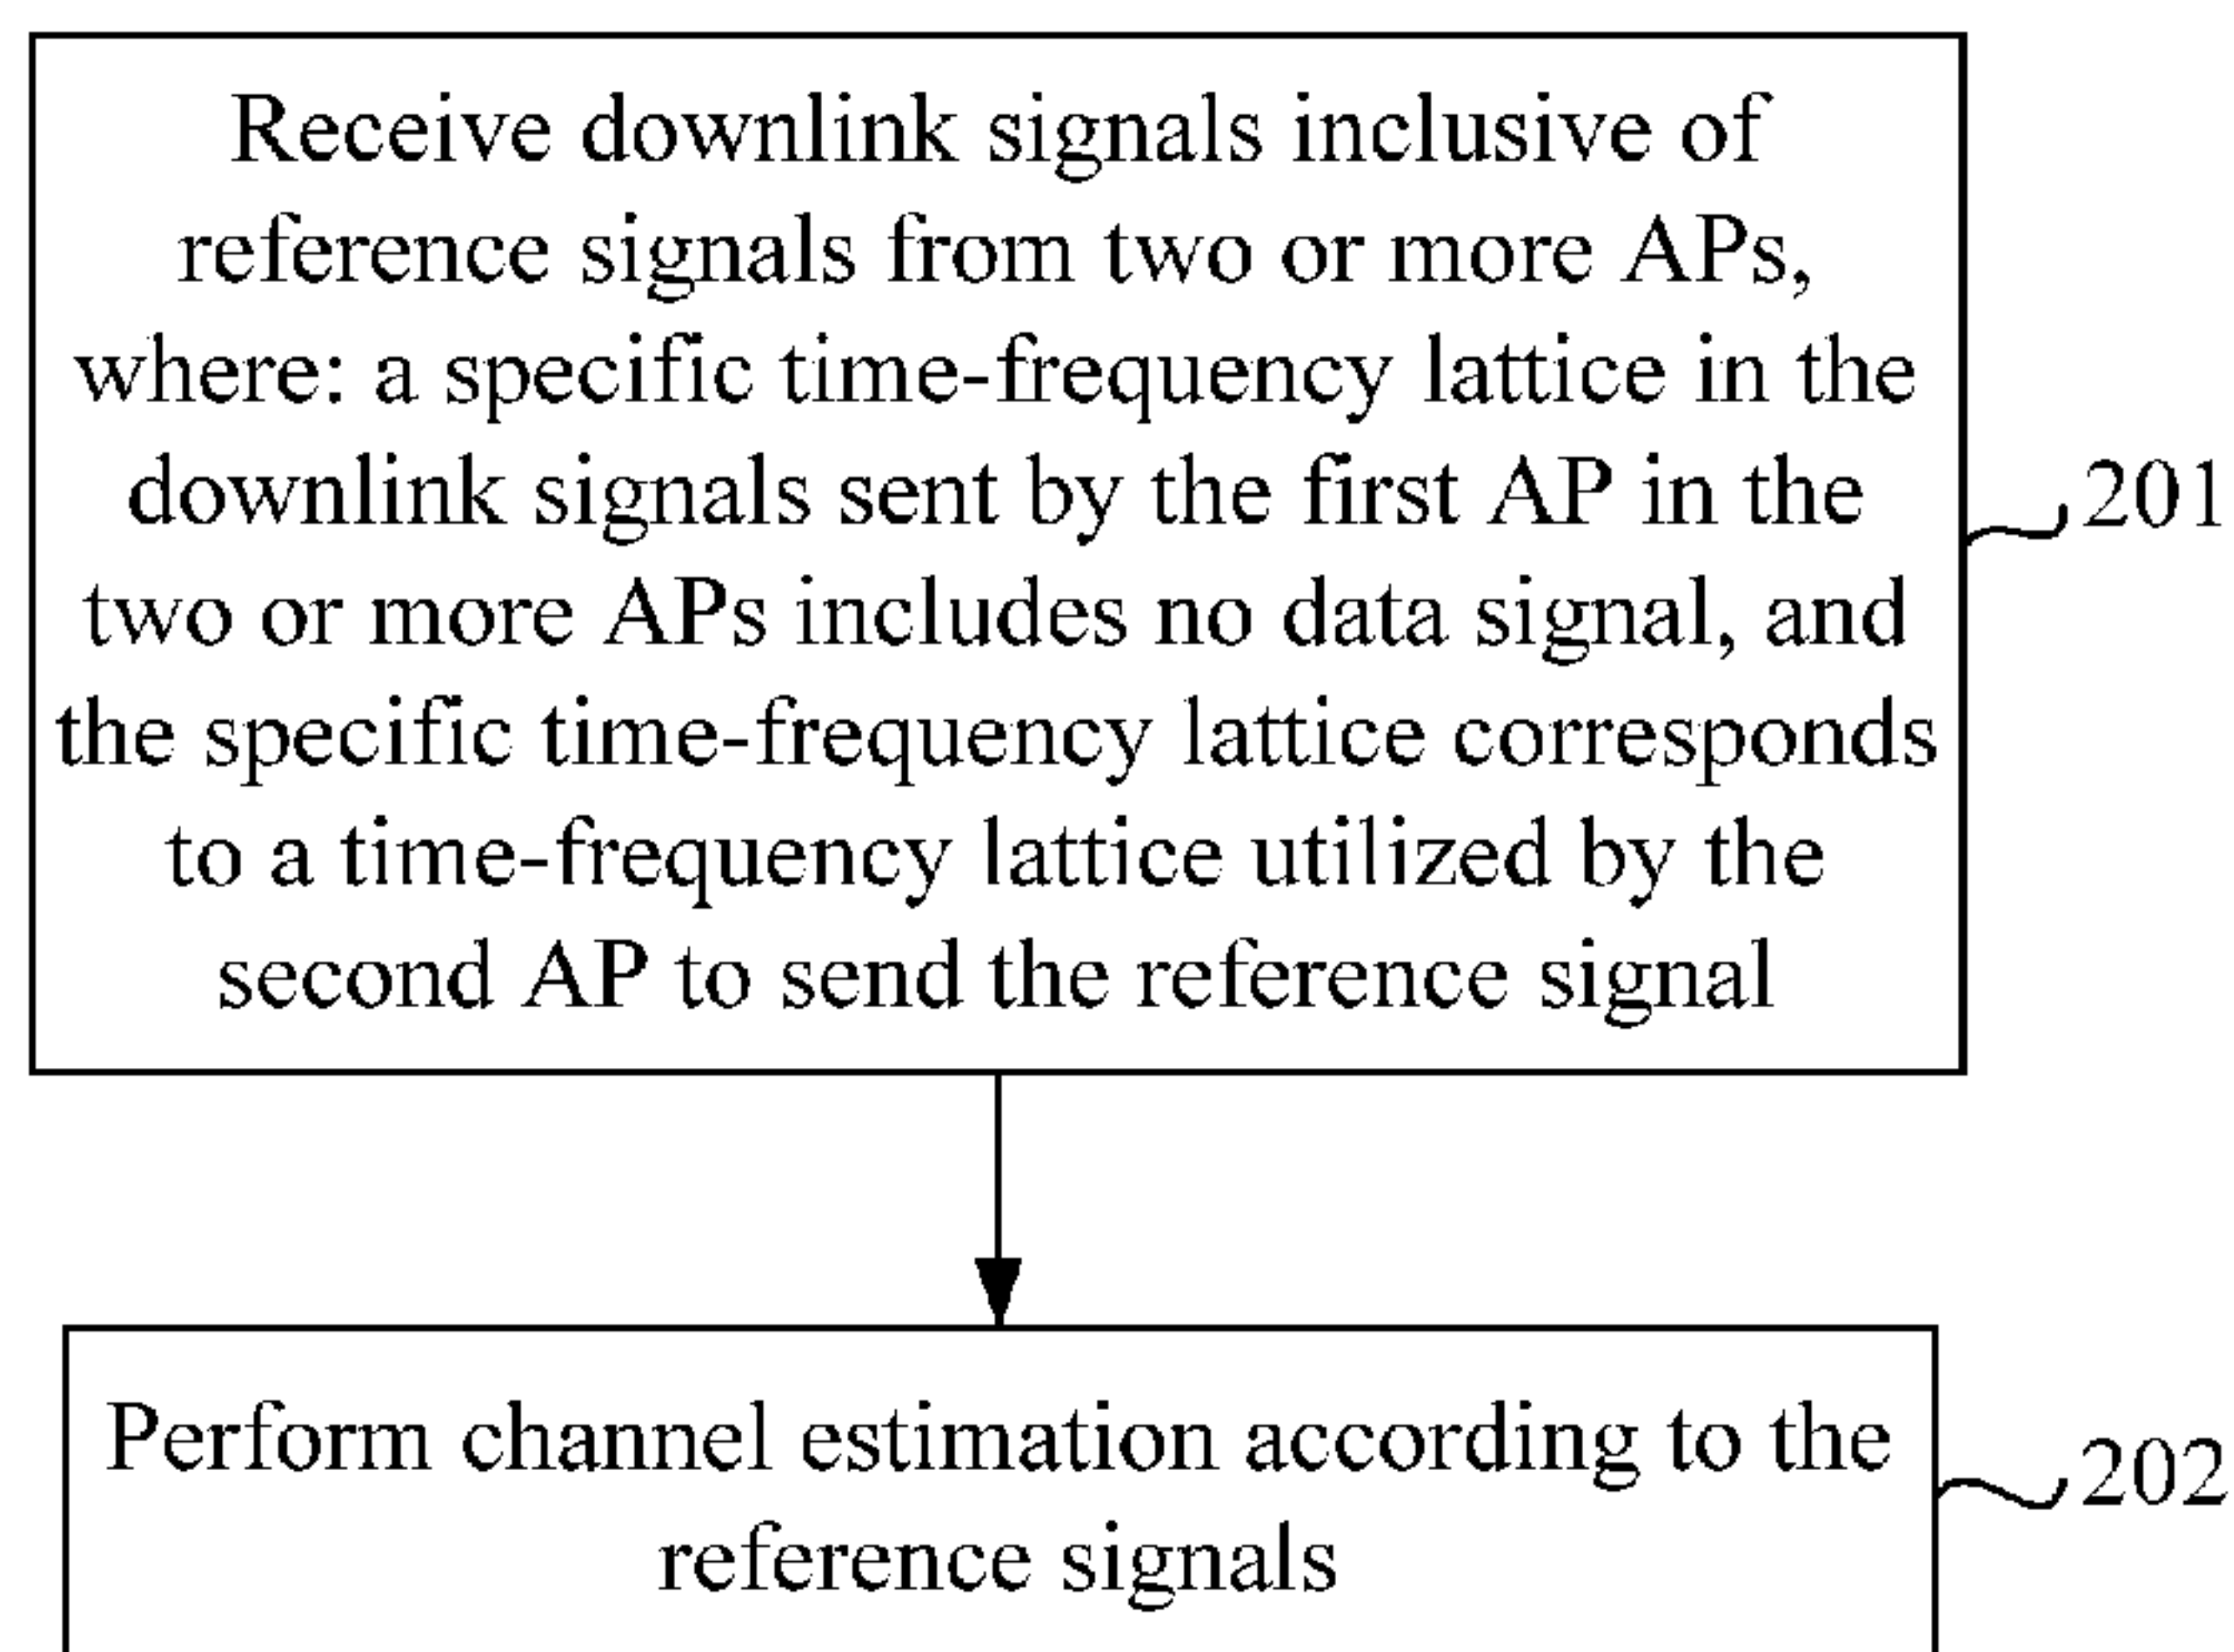 Receive downlink signals inclusive of
reference signals from two or more APs,
where: a specific time-frequency lattice in the
downlink signals sent by the first AP in the
two or more APs includes no data signal, and
the specific time-frequency lattice corresponds
to a time-frequency lattice utilized by the
second AP to send the reference signal
201
Perform channel estimation according to the
reference signals
202